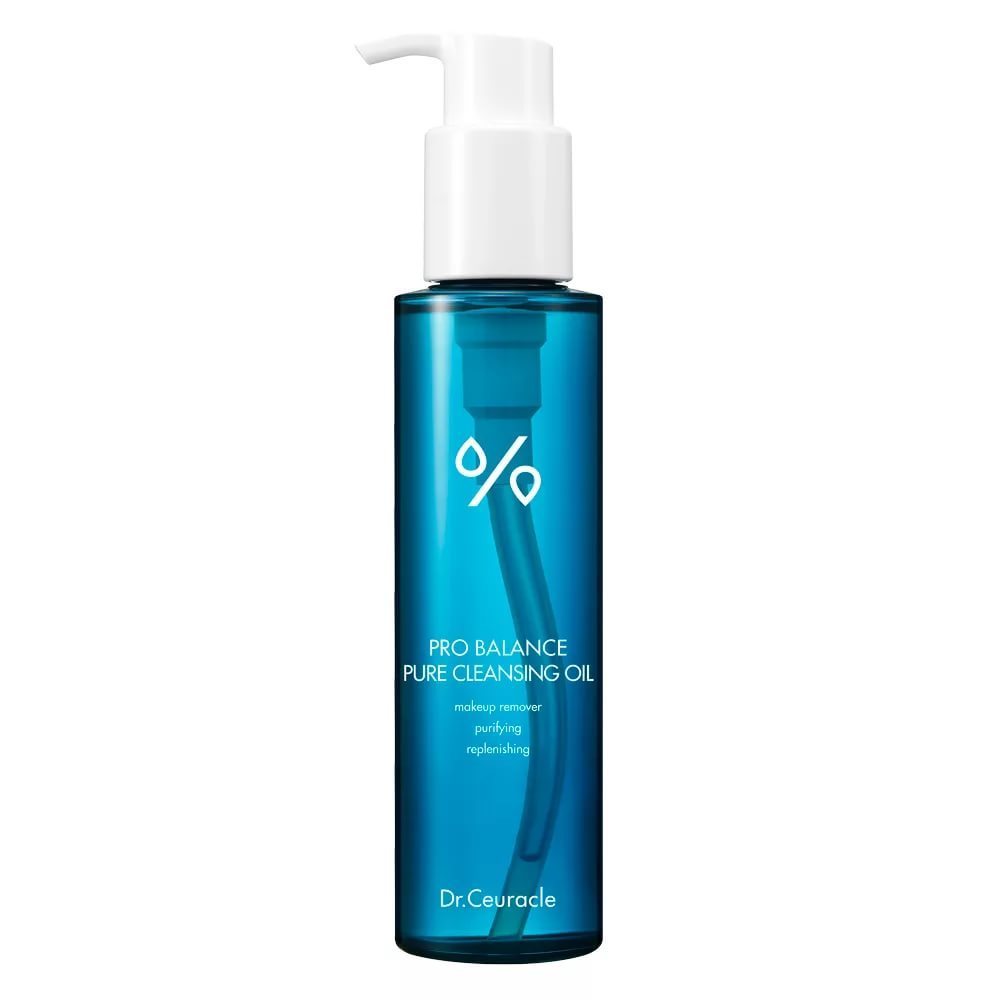 %
PRO BALANCE
PURE CLEANSING OIL
makeup remover
purifying
replenishing
Dr.Ceuracle